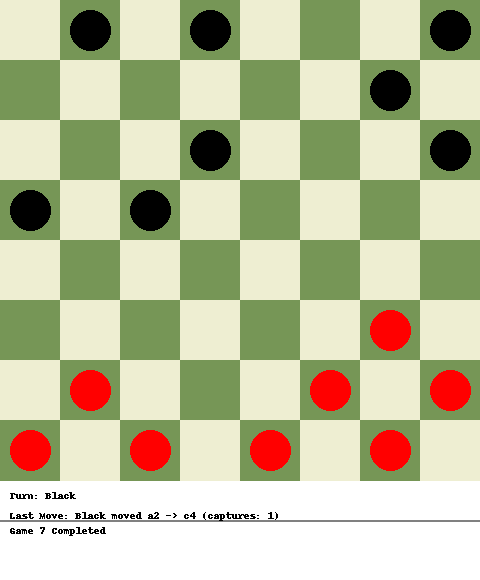 Turn: Black
Last Move: Black moved a2 -> c4 (captures: 1)
Game 7 Completed